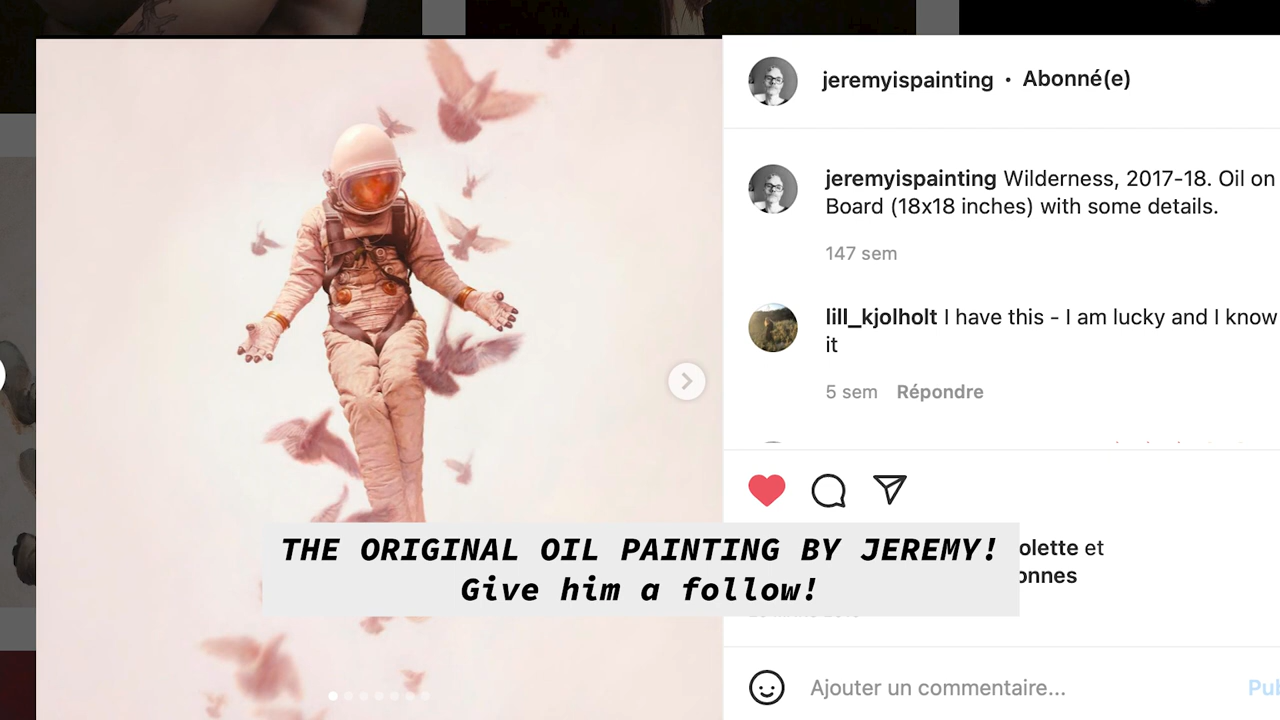 jeremyispainting • Abonné(e)
jeremyispainting Wilderness, 2017-18. Oil on
Board (18x18 inches) with some details.
147 sem
lill_kjolholt I have this - I am lucky and I know
it
5 sem Répondre
THE ORIGINAL OIL PAINTING BY JEREMY!
Give him a follow!
olette et
onnes
Ajouter un commentaire...
Pub